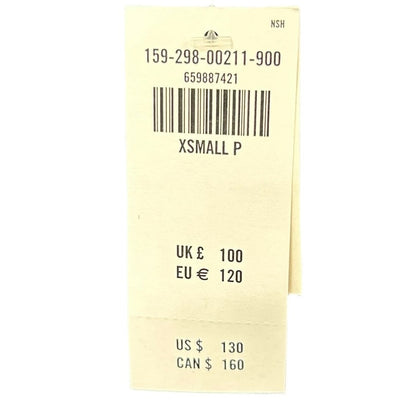 NSH
159-298-00211-900
659887421
XSMALL P
UK £ 100
EU € 120
US $ 130
CAN $ 160